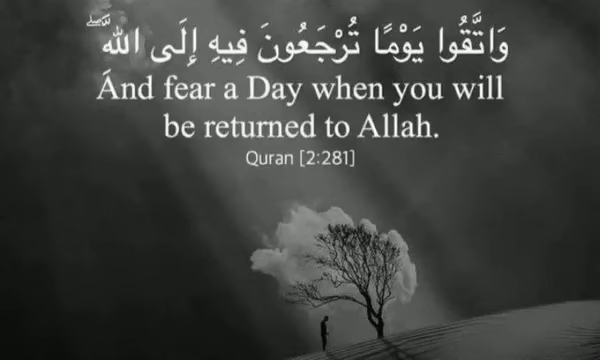 وَاتَّقُوا يَوْمًا تُرْجَعُونَ فِيهِ إِلَى اللَّهِ ۖ
And fear a Day when you will
be returned to Allah.
Quran [2:281]